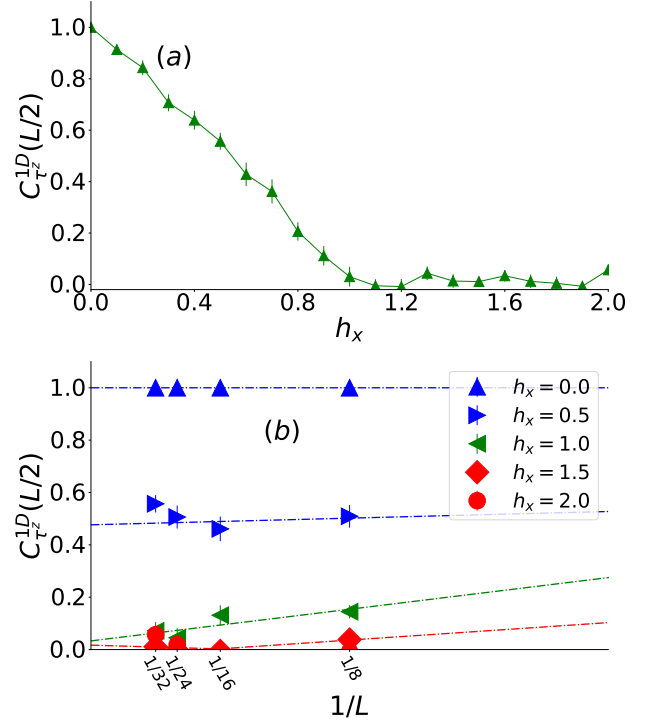 (a)
C^{1D}_{τ^z}(L/2)
1.0
0.8
0.6
0.4
0.2
0.0
0.0 0.4 0.8 1.2 1.6 2.0
h_x
(b)
C^{1D}_{τ^z}(L/2)
1.0
0.8
0.6
0.4
0.2
0.0
h_x = 0.0
h_x = 0.5
h_x = 1.0
h_x = 1.5
h_x = 2.0
1/32 1/24 1/16 1/8
1/L